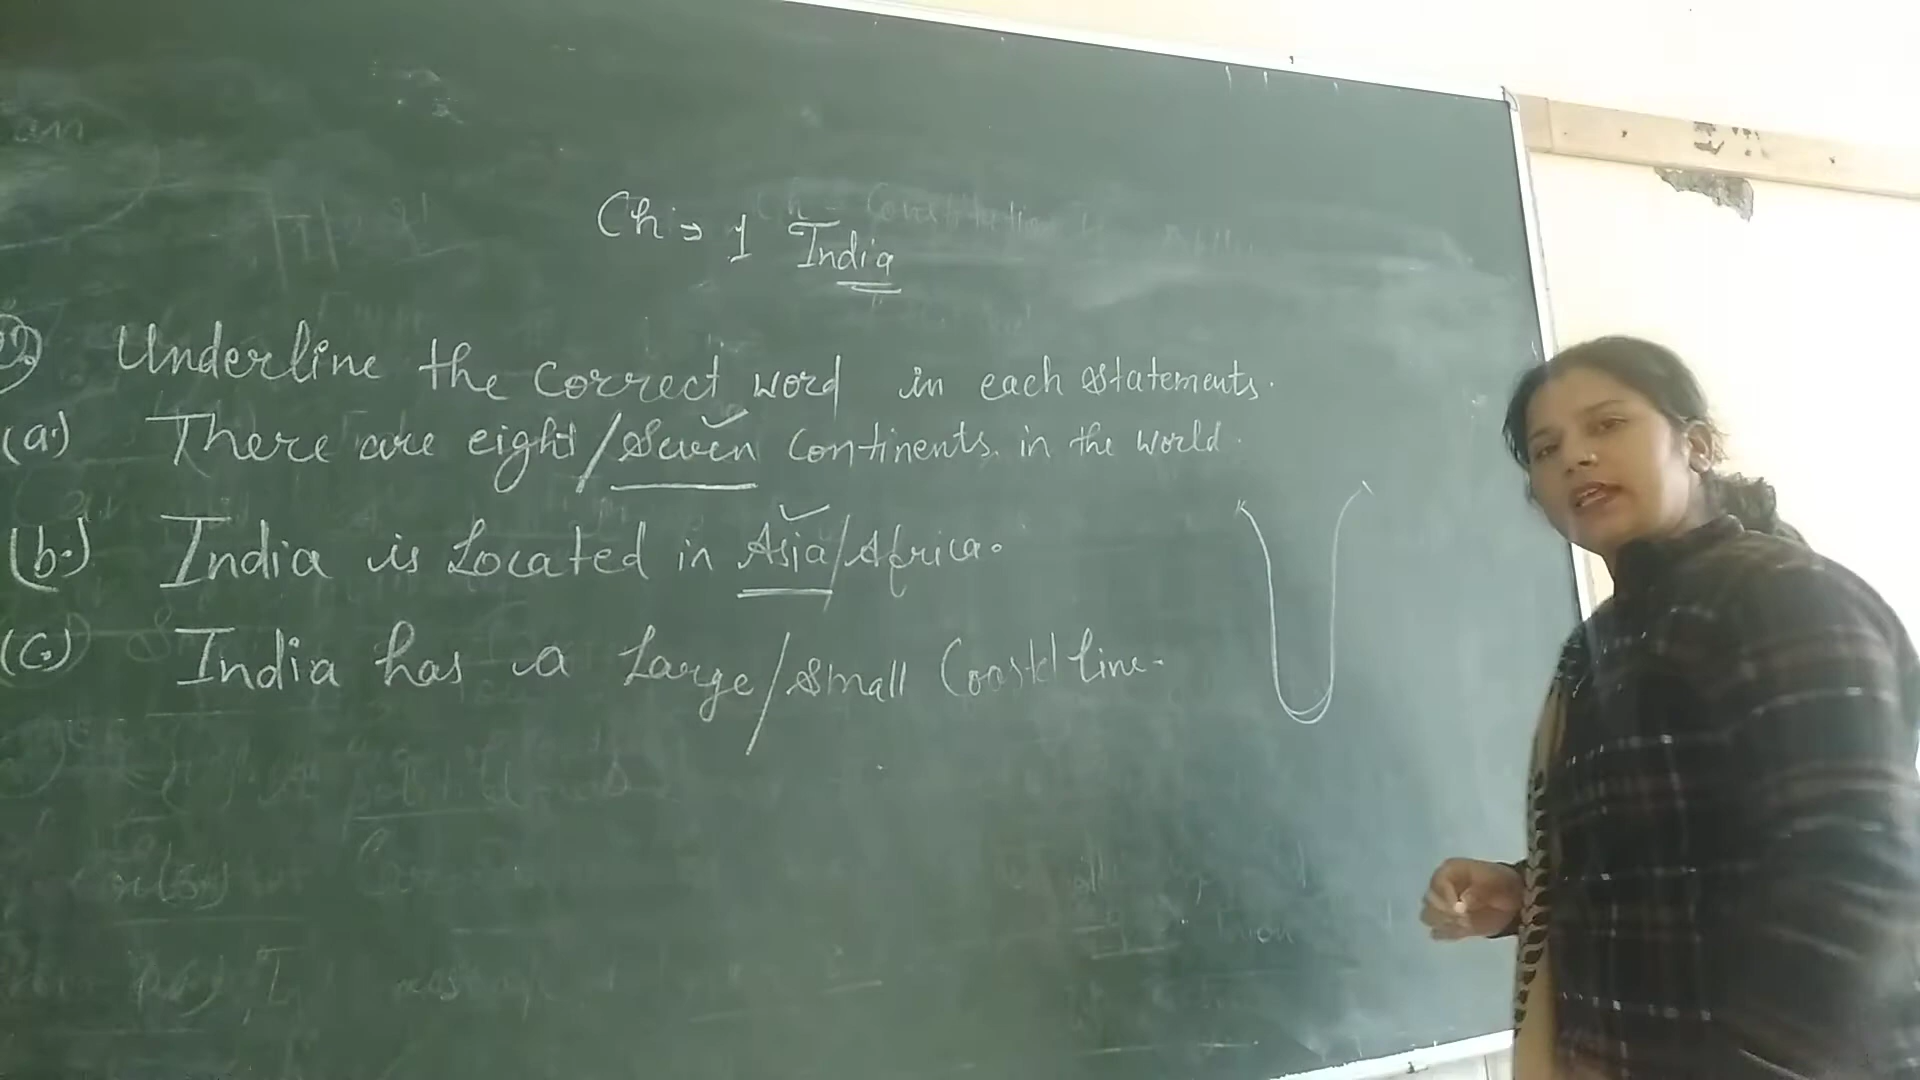 Ch → 1 India
Underline the correct word in each statements.
(a.) There are eight/Seven continents. in the world.
(b.) India is Located in Asia/Africa.
(c.) India has a Large/Small Coastal line.